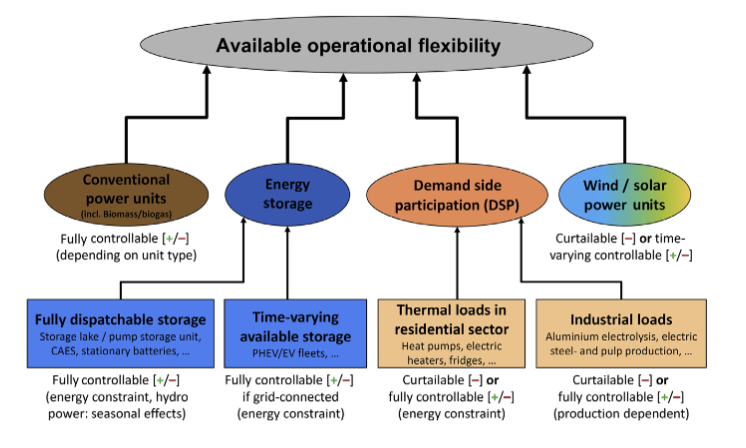 Available operational flexibility
Conventional
power units
(incl. Biomass/biogas)
Energy
storage
Demand side
participation (DSP)
Wind / solar
power units
Fully controllable [+/−]
(depending on unit type)
Curtailable [−] or time-
varying controllable [+/−]
Fully dispatchable storage
Storage lake / pump storage unit,
CAES, stationary batteries, ...
Time-varying
available storage
PHEV/EV fleets, ...
Thermal loads in
residential sector
Heat pumps, electric
heaters, fridges, ...
Industrial loads
Aluminium electrolysis, electric
steel- and pulp production, ...
Fully controllable [+/−]
(energy constraint, hydro
power: seasonal effects)
Fully controllable [+/−]
if grid-connected
(energy constraint)
Curtailable [−] or
fully controllable [+/−]
(energy constraint)
Curtailable [−] or
fully controllable [+/−]
(production dependent)